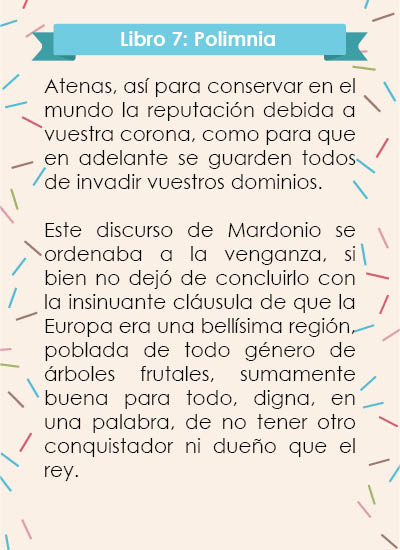 Libro 7: Polimnia
Atenas, así para conservar en el
mundo la reputación debida a
vuestra corona, como para que
en adelante se guarden todos
de invadir vuestros dominios.
Este discurso de Mardonio se
ordenaba a la venganza, si
bien no dejó de concluirlo con
la insinuante cláusula de que la
Europa era una bellísima región,
poblada de todo género de
árboles frutales, sumamente
buena para todo, digna, en
una palabra, de no tener otro
conquistador ni dueño que el
rey.